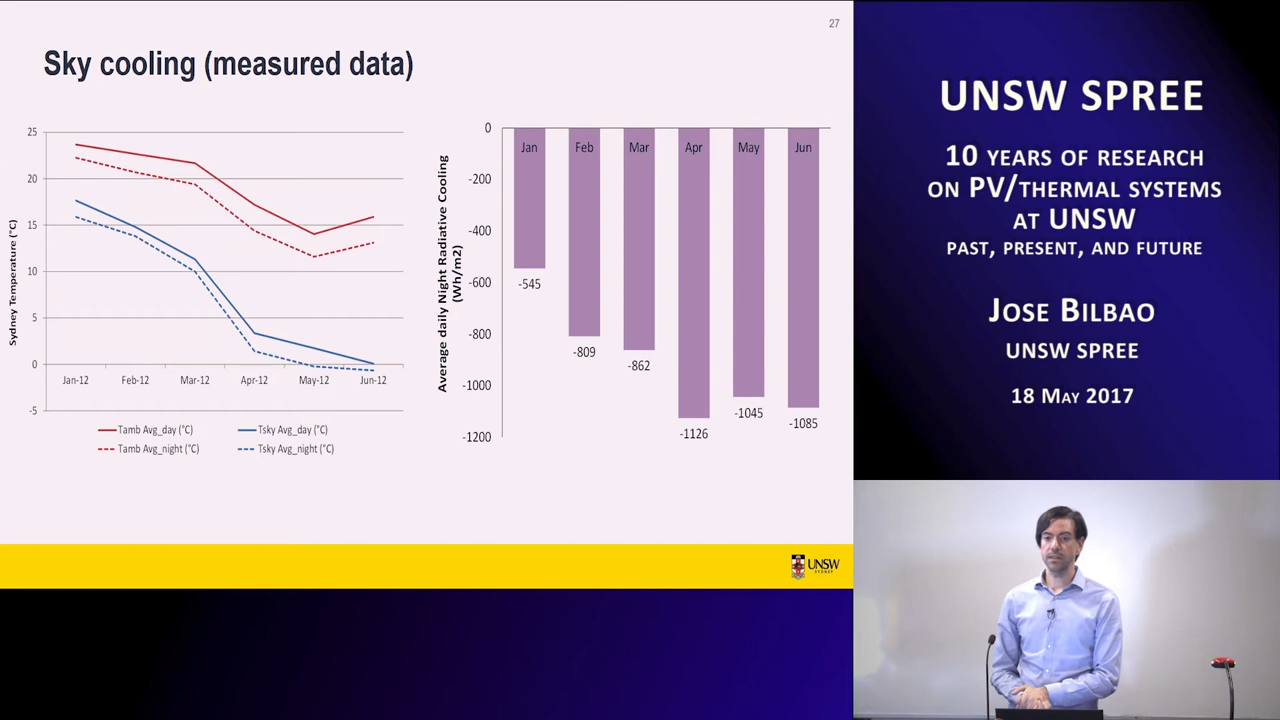 27
Sky cooling (measured data)
25
20
15
10
5
0
-5
Sydney Temperature (°C)
Jan-12
Feb-12
Mar-12
Apr-12
May-12
Jun-12
Tamb Avg_day (°C)
Tsky Avg_day (°C)
Tamb Avg_night (°C)
Tsky Avg_night (°C)
Average daily Night Radiative Cooling
(Wh/m2)
0
-200
-400
-600
-800
-1000
-1200
Jan
Feb
Mar
Apr
May
Jun
-545
-809
-862
-1126
-1045
-1085
UNSW
SYDNEY
UNSW SPREE
10 YEARS OF RESEARCH
ON PV/THERMAL SYSTEMS
AT UNSW
PAST, PRESENT, AND FUTURE
JOSE BILBAO
UNSW SPREE
18 MAY 2017